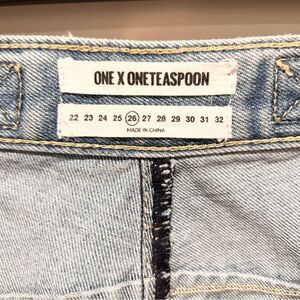 ONE X ONETEASPOON
22 23 24 25 26 27 28 29 30 31 32
MADE IN CHINA